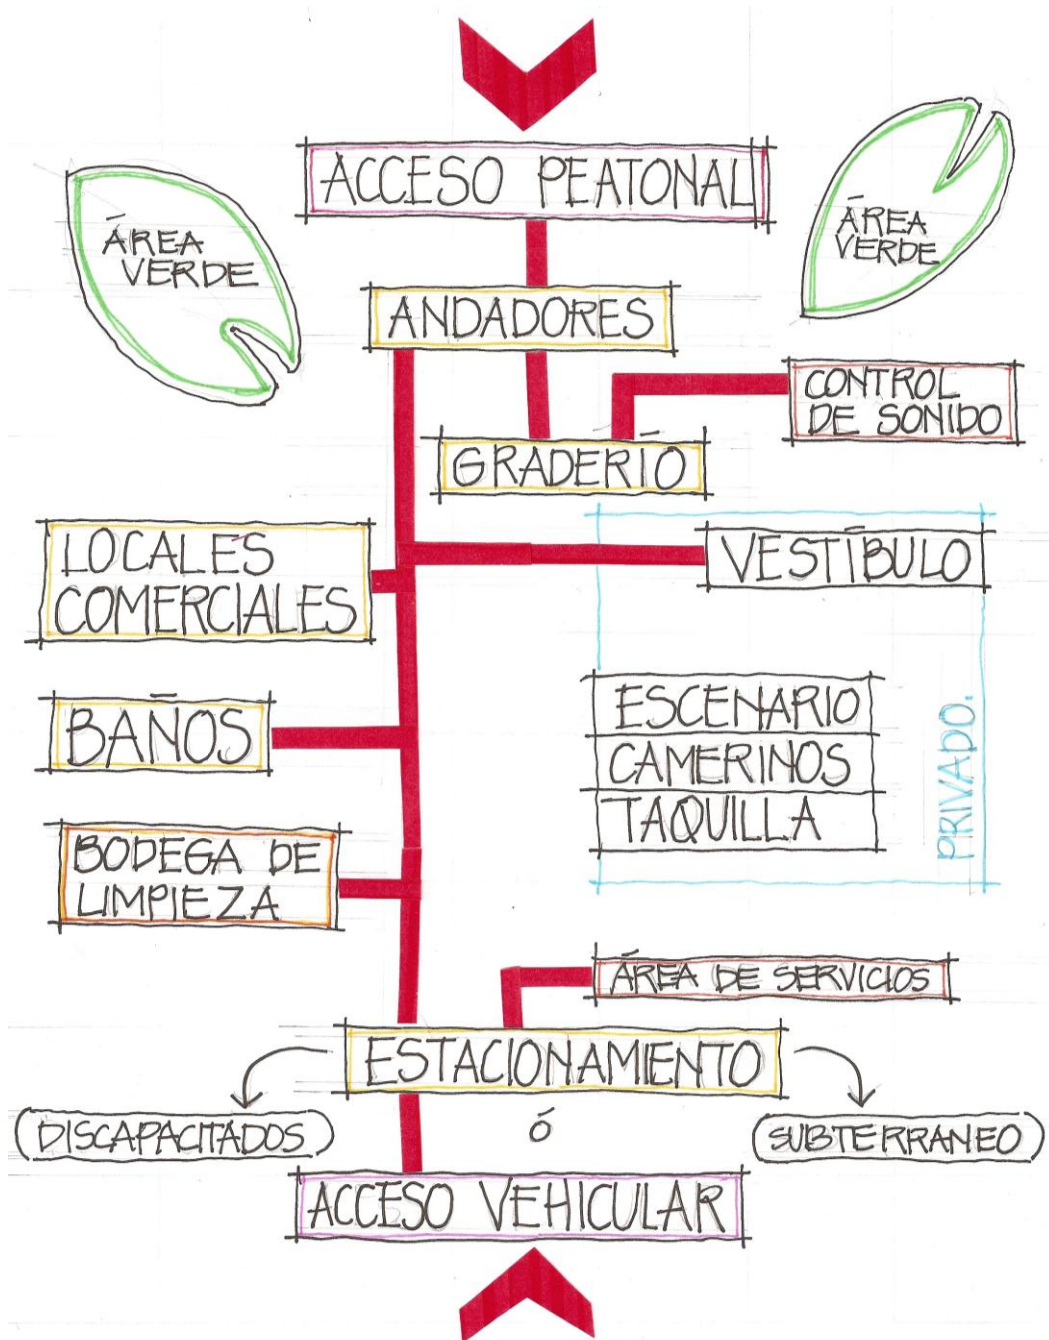 ACCESO PEATONAL
ÁREA
VERDE
ÁREA
VERDE
ANDADORES
CONTROL
DE SONIDO
GRADERÍO
LOCALES
COMERCIALES
VESTÍBULO
ESCENARIO
CAMERINOS
TAQUILLA
PRIVADO.
BAÑOS
BODEGA DE
LIMPIEZA
ÁREA DE SERVICIOS
ESTACIONAMIENTO
(DISCAPACITADOS)
ó
(SUBTERRANEO)
ACCESO VEHICULAR